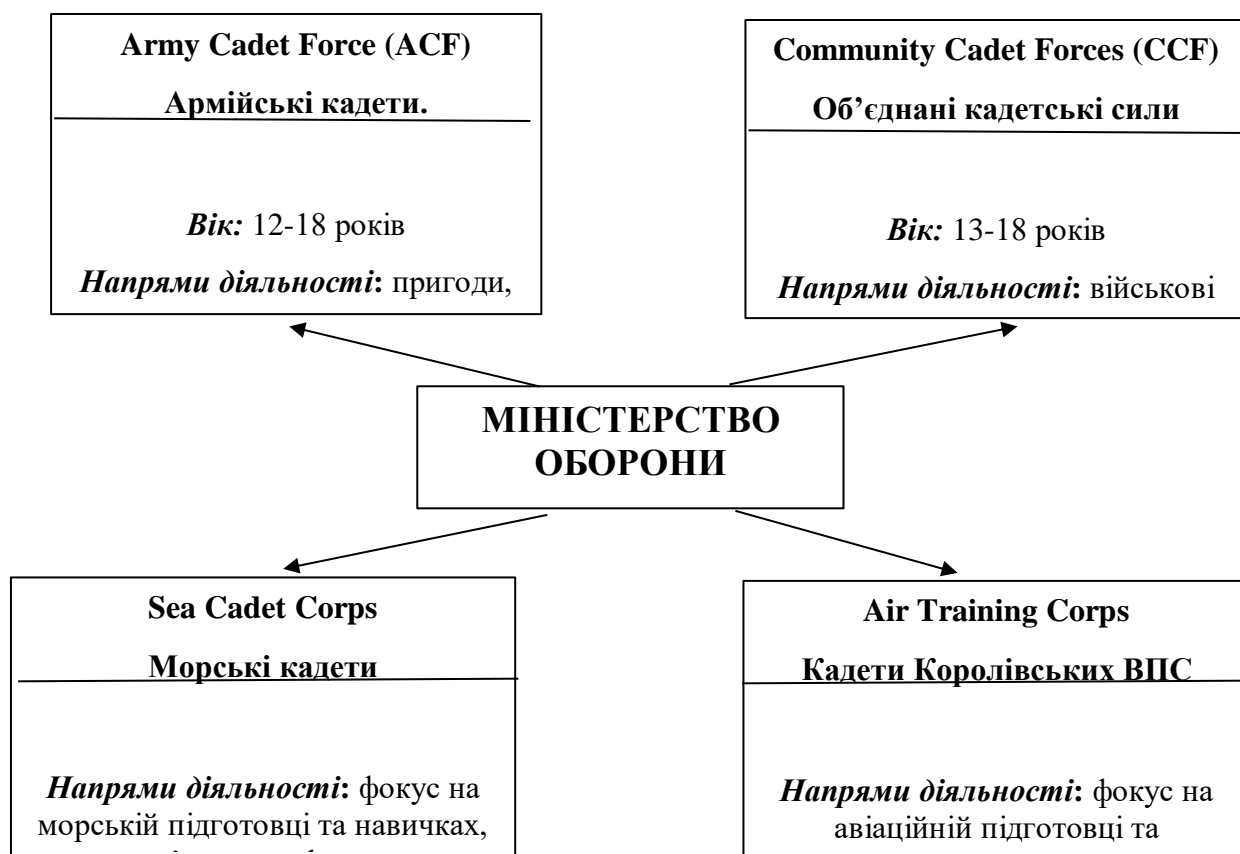 Army Cadet Force (ACF)
Армійські кадети.
Вік: 12-18 років
Напрями діяльності: пригоди,
Community Cadet Forces (CCF)
Об’єднані кадетські сили
Вік: 13-18 років
Напрями діяльності: військові
МІНІСТЕРСТВО
ОБОРОНИ
Sea Cadet Corps
Морські кадети
Напрями діяльності: фокус на
морській підготовці та навичках,
Air Training Corps
Кадети Королівських ВПС
Напрями діяльності: фокус на
авіаційній підготовці та